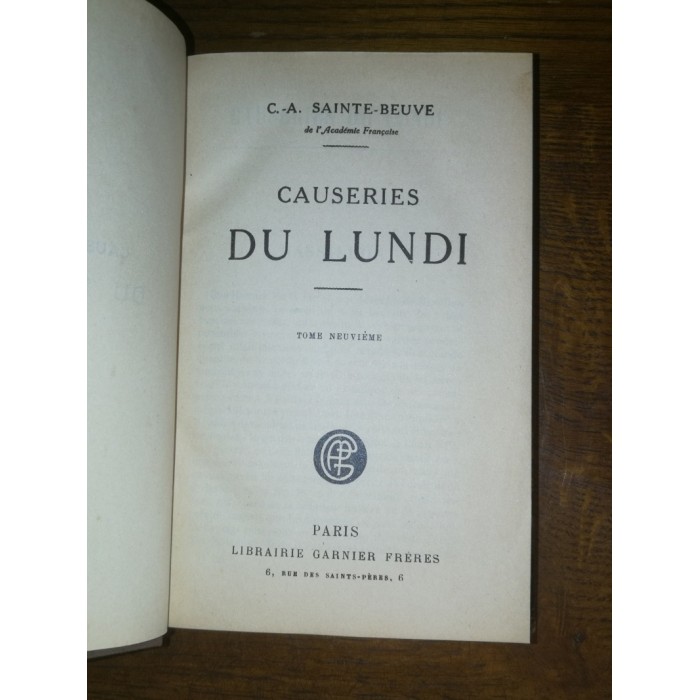 C.-A. SAINTE-BEUVE
de l'Académie Française
CAUSERIES
DU LUNDI
TOME NEUVIÈME
PARIS
LIBRAIRIE GARNIER FRÈRES
6, RUE DES SAINTS-PÈRES, 6